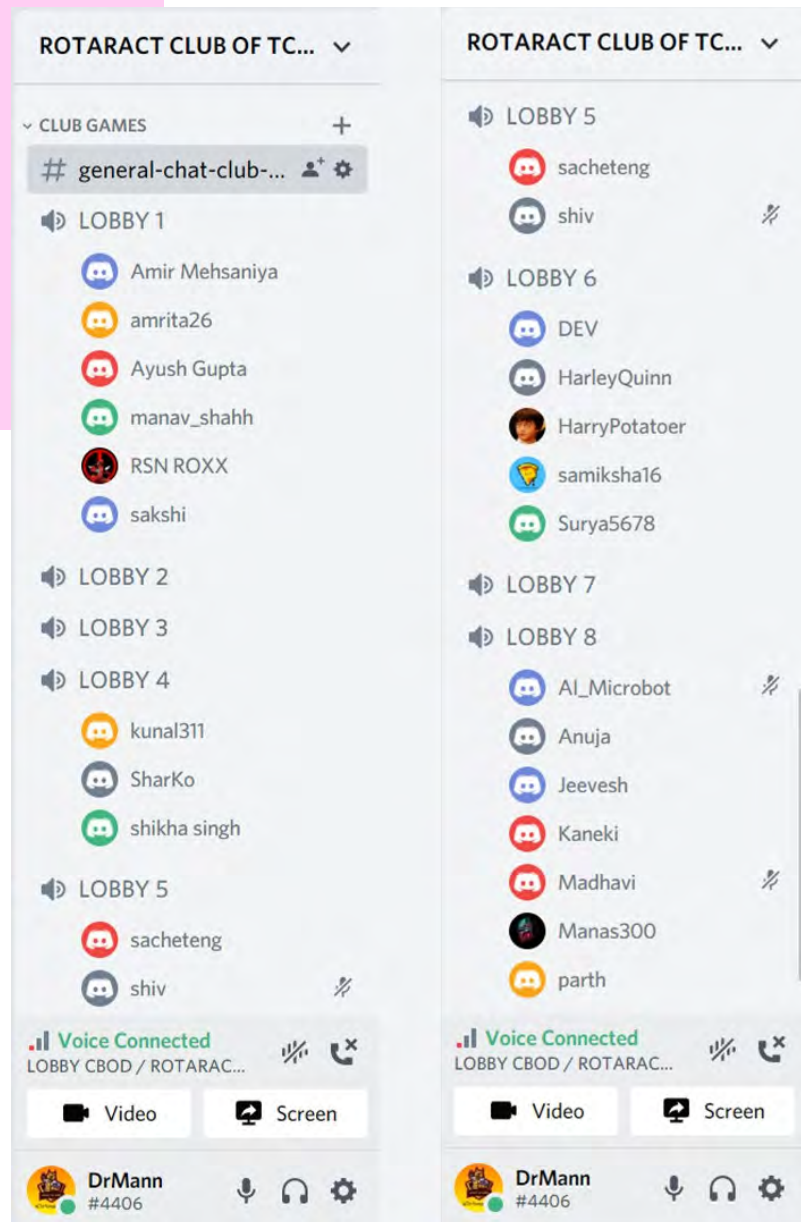 ROTARACT CLUB OF TC...
CLUB GAMES
general-chat-club-...
LOBBY 1
Amir Mehsaniya
amrita26
Ayush Gupta
manav_shahh
RSN ROXX
sakshi
LOBBY 2
LOBBY 3
LOBBY 4
kunal311
SharKo
shikha singh
LOBBY 5
sacheteng
shiv
Voice Connected
LOBBY CBOD / ROTARAC...
Video
Screen
DrMann
#4406
ROTARACT CLUB OF TC...
LOBBY 5
sacheteng
shiv
LOBBY 6
DEV
HarleyQuinn
HarryPotatoer
samiksha16
Surya5678
LOBBY 7
LOBBY 8
AI_Microbot
Anuja
Jeevesh
Kaneki
Madhavi
Manas300
parth
Voice Connected
LOBBY CBOD / ROTARAC...
Video
Screen
DrMann
#4406